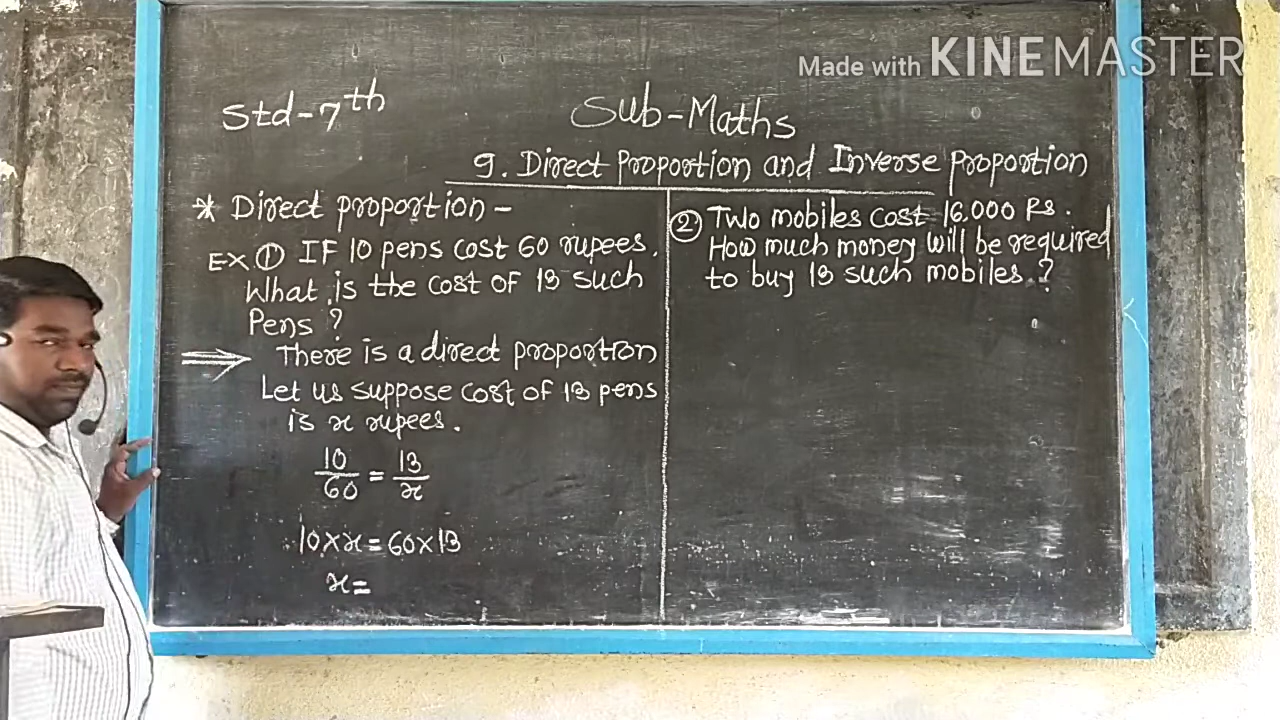 Made with KINEMASTER
Std-7th
Sub-Maths
9. Direct Proportion and Inverse Proportion
* Direct proportion -
Ex ① IF 10 pens cost 60 rupees.
What is the cost of 13 such
Pens ?
⇒ There is a direct proportion
Let us suppose cost of 13 pens
is x rupees.
10/60 = 13/x
10×x = 60×13
x =
② Two mobiles cost 16.000 Rs.
How much money will be required
to buy 13 such mobiles. ?